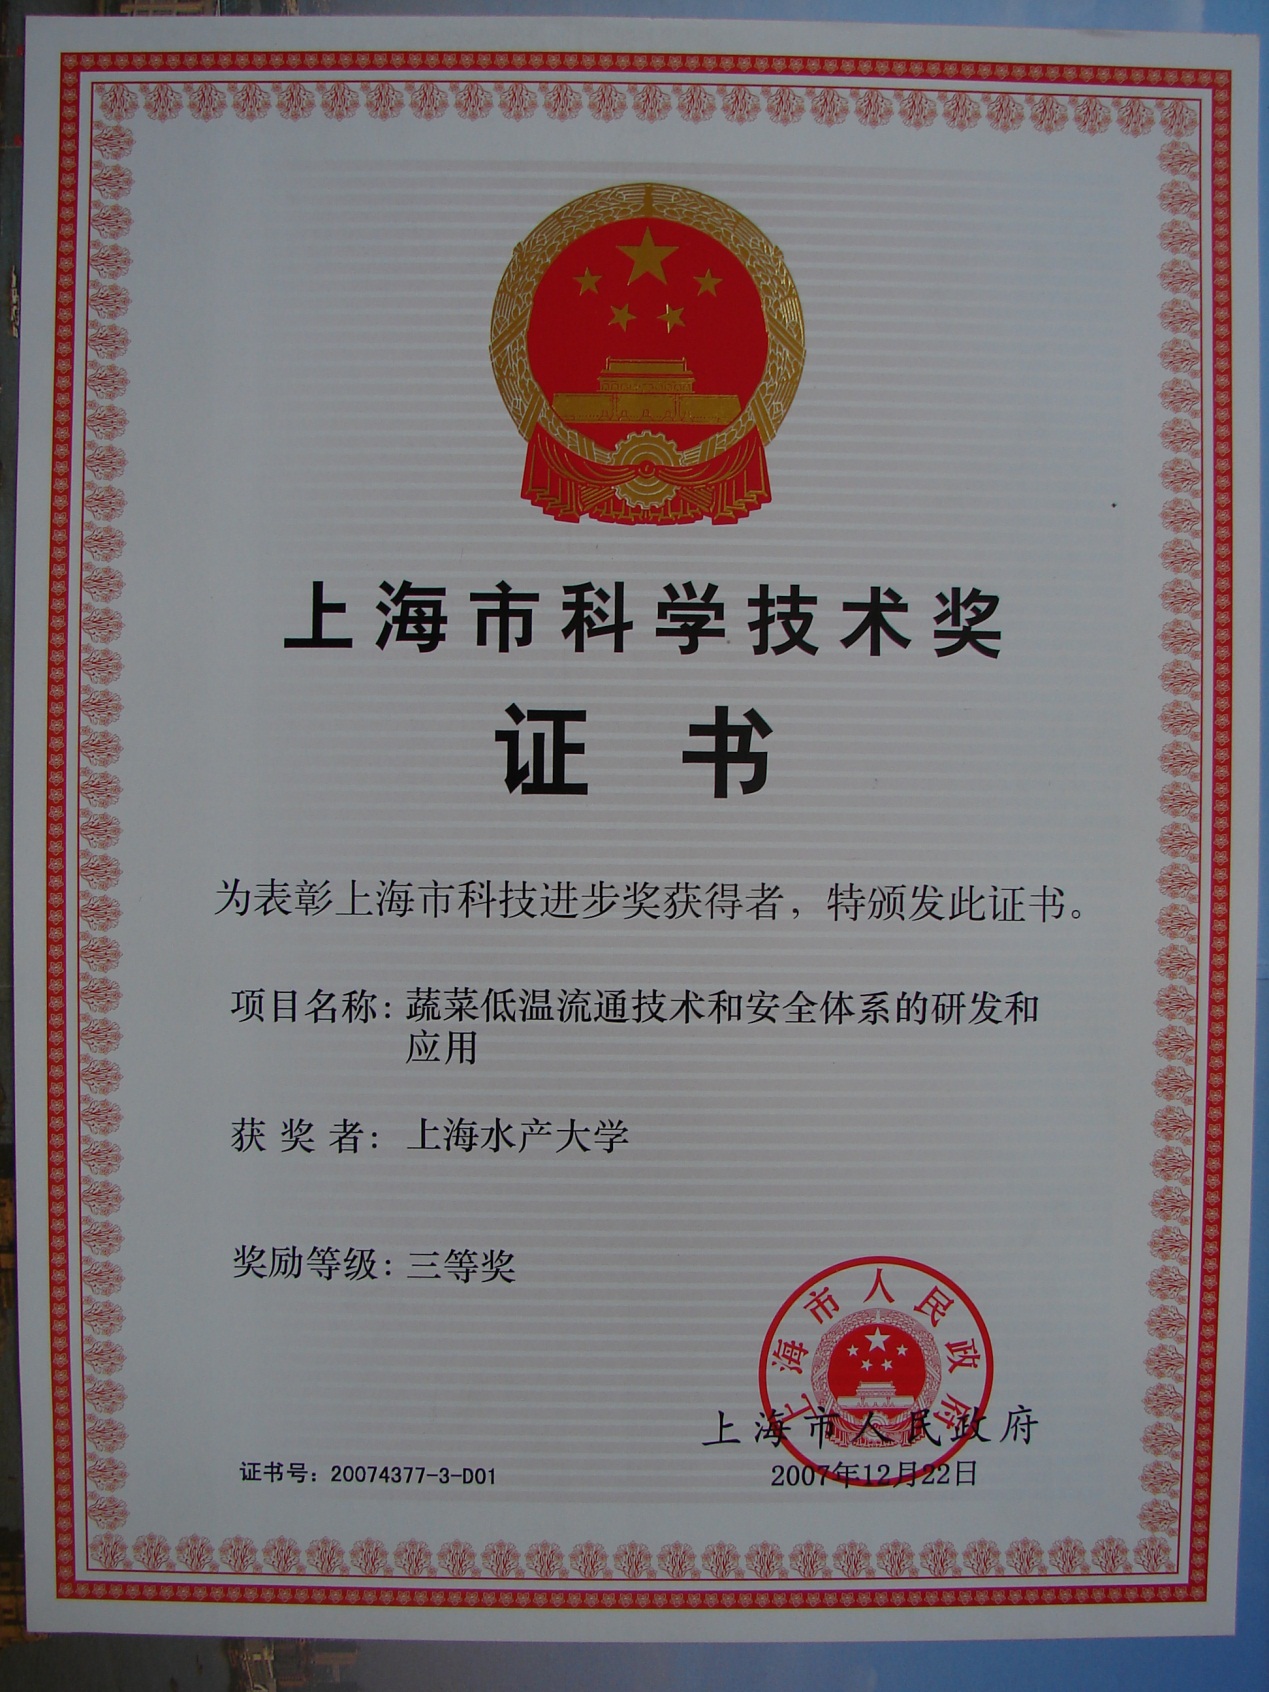 上海市科学技术奖
证书
为表彰上海市科技进步奖获得者，特颁发此证书。
项目名称：蔬菜低温流通技术和安全体系的研发和
应用
获奖者：上海水产大学
奖励等级：三等奖
上海市人民政府
上海市人民政府
证书号：20074377-3-D01
2007年12月22日